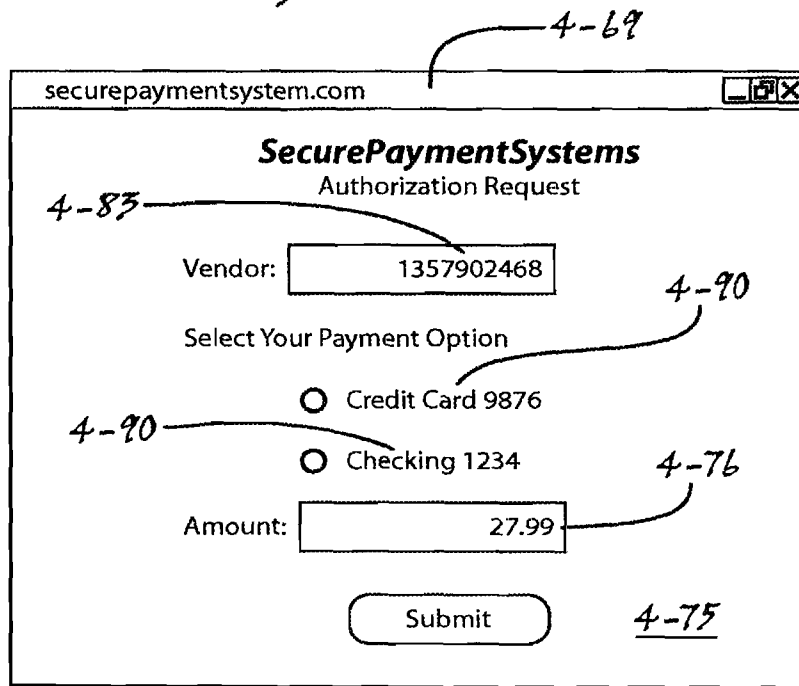 4-69
securepaymentsystem.com
SecurePaymentSystems
Authorization Request
4-83
Vendor: 1357902468
4-90
Select Your Payment Option
Credit Card 9876
4-90
Checking 1234
4-76
Amount: 27.99
Submit 4-75